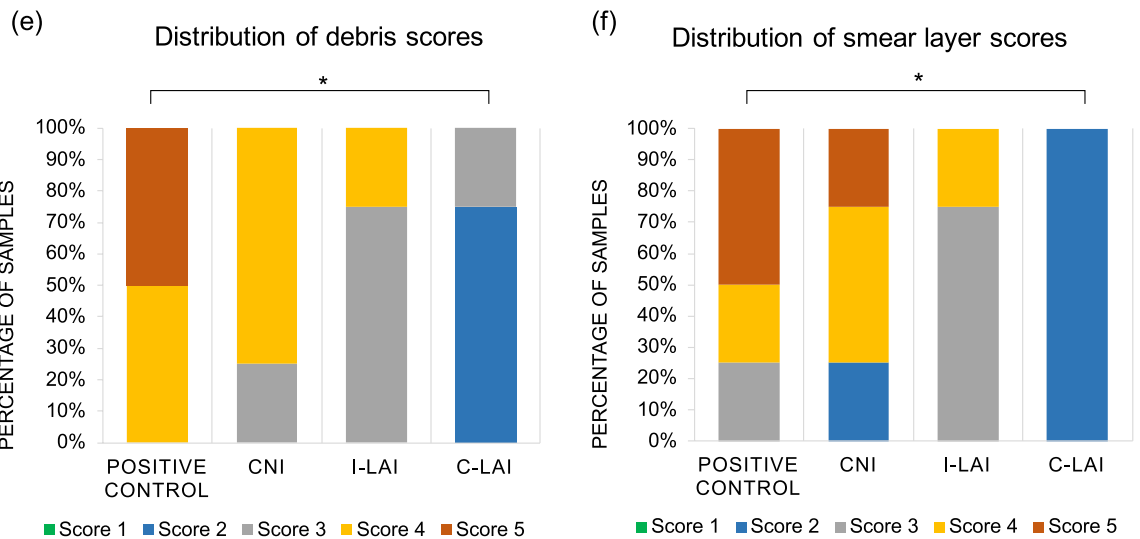 (e)
Distribution of debris scores
*
PERCENTAGE OF SAMPLES
100%
90%
80%
70%
60%
50%
40%
30%
20%
10%
0%
POSITIVE CONTROL
CNI
I-LAI
C-LAI
Score 1 Score 2 Score 3 Score 4 Score 5
(f)
Distribution of smear layer scores
*
PERCENTAGE OF SAMPLES
100%
90%
80%
70%
60%
50%
40%
30%
20%
10%
0%
POSITIVE CONTROL
CNI
I-LAI
C-LAI
Score 1 Score 2 Score 3 Score 4 Score 5